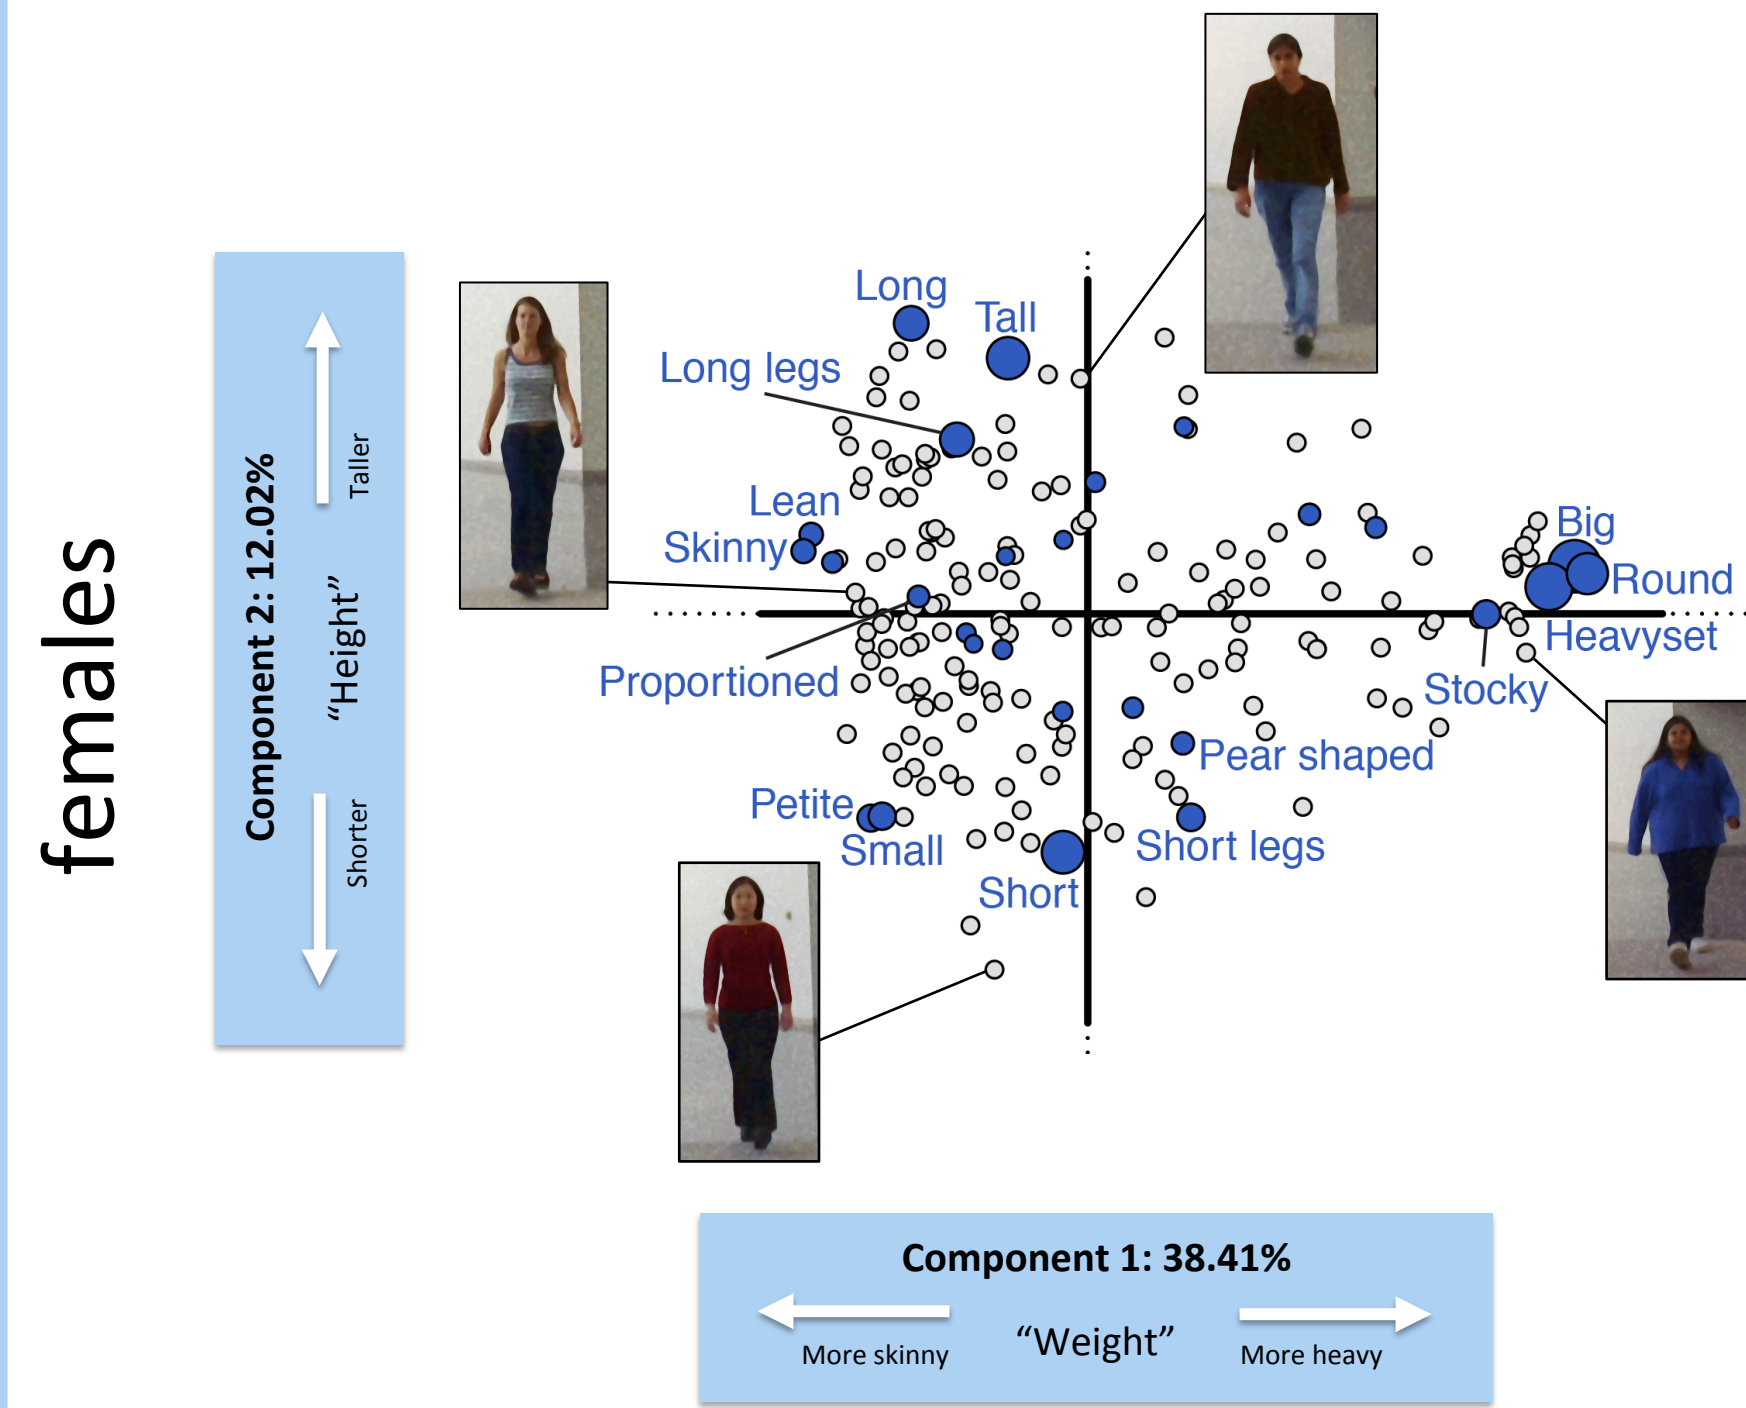 females
Component 2: 12.02%
“Height”
Taller
Shorter
Long
Tall
Long legs
Lean
Skinny
Big
Round
Heavyset
Proportioned
Stocky
Pear shaped
Petite
Small
Short legs
Short
Component 1: 38.41%
“Weight”
More skinny
More heavy